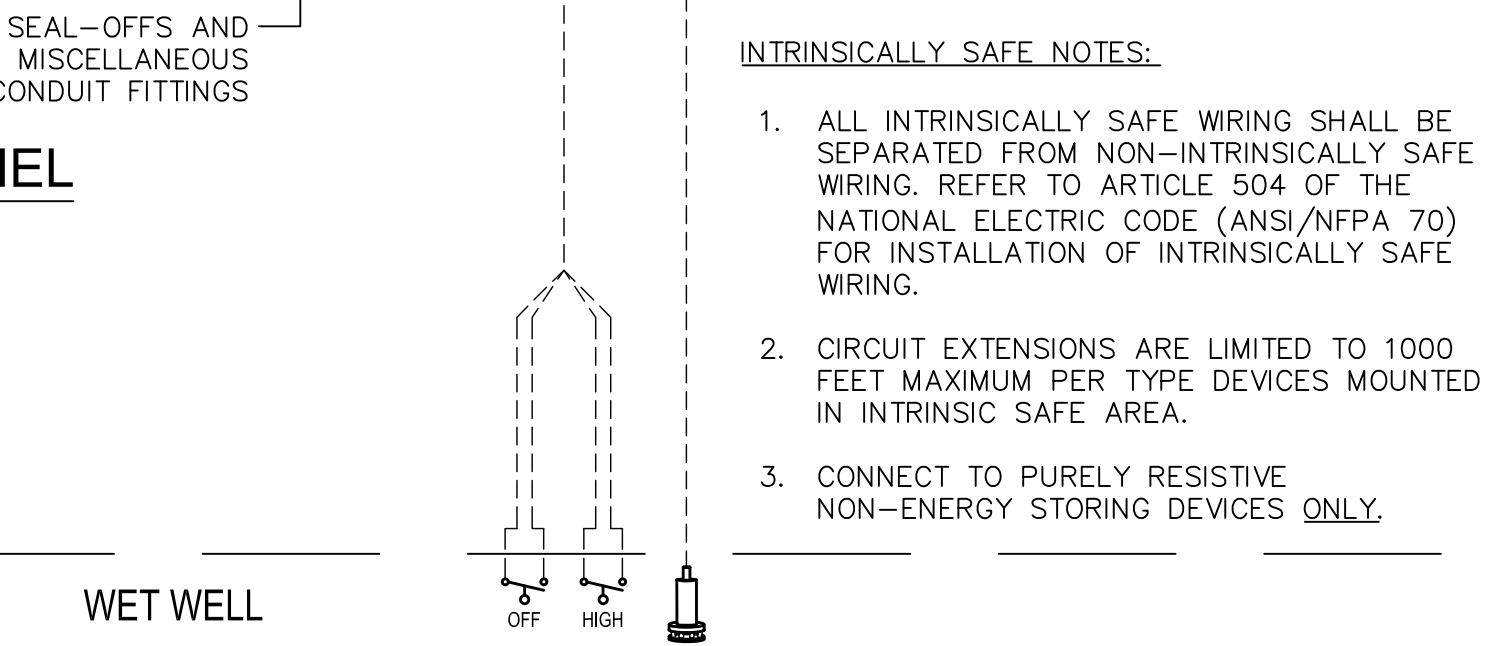 SEAL-OFFS AND
MISCELLANEOUS
CONDUIT FITTINGS
INTRINSICALLY SAFE NOTES:
1. ALL INTRINSICALLY SAFE WIRING SHALL BE
SEPARATED FROM NON-INTRINSICALLY SAFE
WIRING. REFER TO ARTICLE 504 OF THE
NATIONAL ELECTRIC CODE (ANSI/NFPA 70)
FOR INSTALLATION OF INTRINSICALLY SAFE
WIRING.
2. CIRCUIT EXTENSIONS ARE LIMITED TO 1000
FEET MAXIMUM PER TYPE DEVICES MOUNTED
IN INTRINSIC SAFE AREA.
3. CONNECT TO PURELY RESISTIVE
NON-ENERGY STORING DEVICES ONLY.
WET WELL
OFF
HIGH